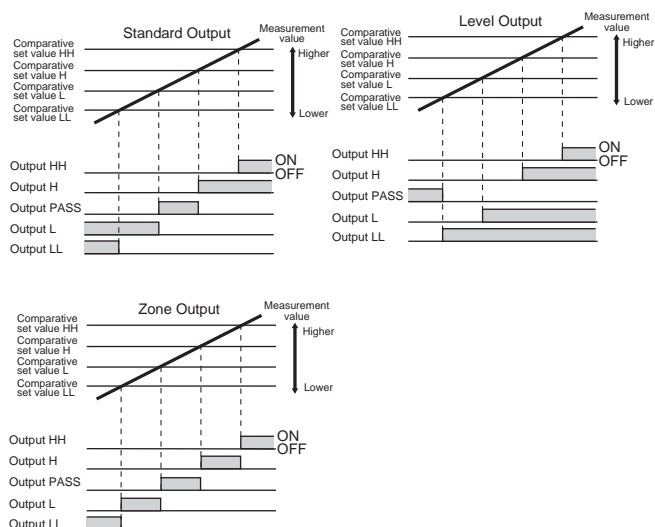 Standard Output
Measurement
value
Comparative
set value HH
Higher
Comparative
set value H
Comparative
set value L
Comparative
set value LL
Lower
Output HH
ON
OFF
Output H
Output PASS
Output L
Output LL
Level Output
Measurement
value
Comparative
set value HH
Higher
Comparative
set value H
Comparative
set value L
Comparative
set value LL
Lower
Output HH
ON
OFF
Output H
Output PASS
Output L
Output LL
Zone Output
Measurement
value
Comparative
set value HH
Higher
Comparative
set value H
Comparative
set value L
Comparative
set value LL
Lower
Output HH
ON
OFF
Output H
Output PASS
Output L
Output LL